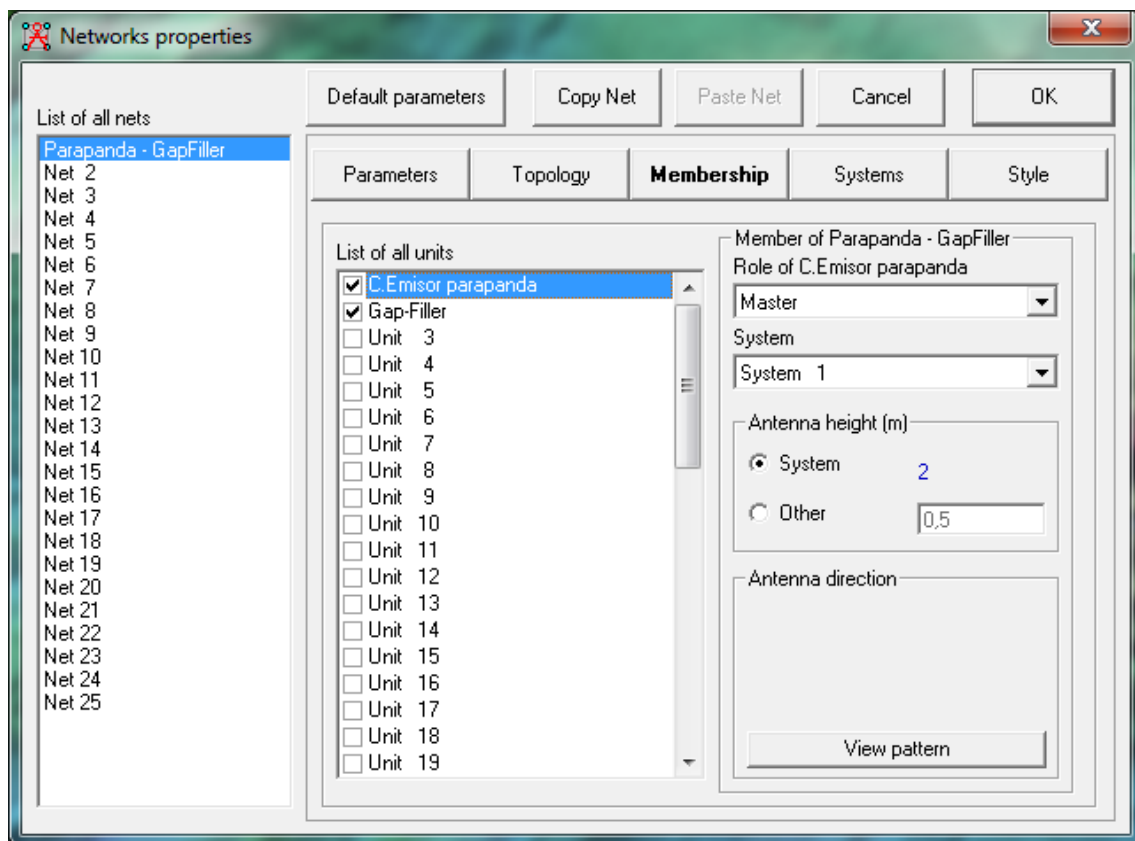 Networks properties
List of all nets
Parapanda - GapFiller
Net 2
Net 3
Net 4
Net 5
Net 6
Net 7
Net 8
Net 9
Net 10
Net 11
Net 12
Net 13
Net 14
Net 15
Net 16
Net 17
Net 18
Net 19
Net 20
Net 21
Net 22
Net 23
Net 24
Net 25
Default parameters Copy Net Paste Net Cancel OK
Parameters Topology Membership Systems Style
List of all units
C.Emisor parapanda
Gap-Filler
Unit 3
Unit 4
Unit 5
Unit 6
Unit 7
Unit 8
Unit 9
Unit 10
Unit 11
Unit 12
Unit 13
Unit 14
Unit 15
Unit 16
Unit 17
Unit 18
Unit 19
Member of Parapanda - GapFiller
Role of C.Emisor parapanda
Master
System
System 1
Antenna height (m)
System 2
Other 0,5
Antenna direction
View pattern